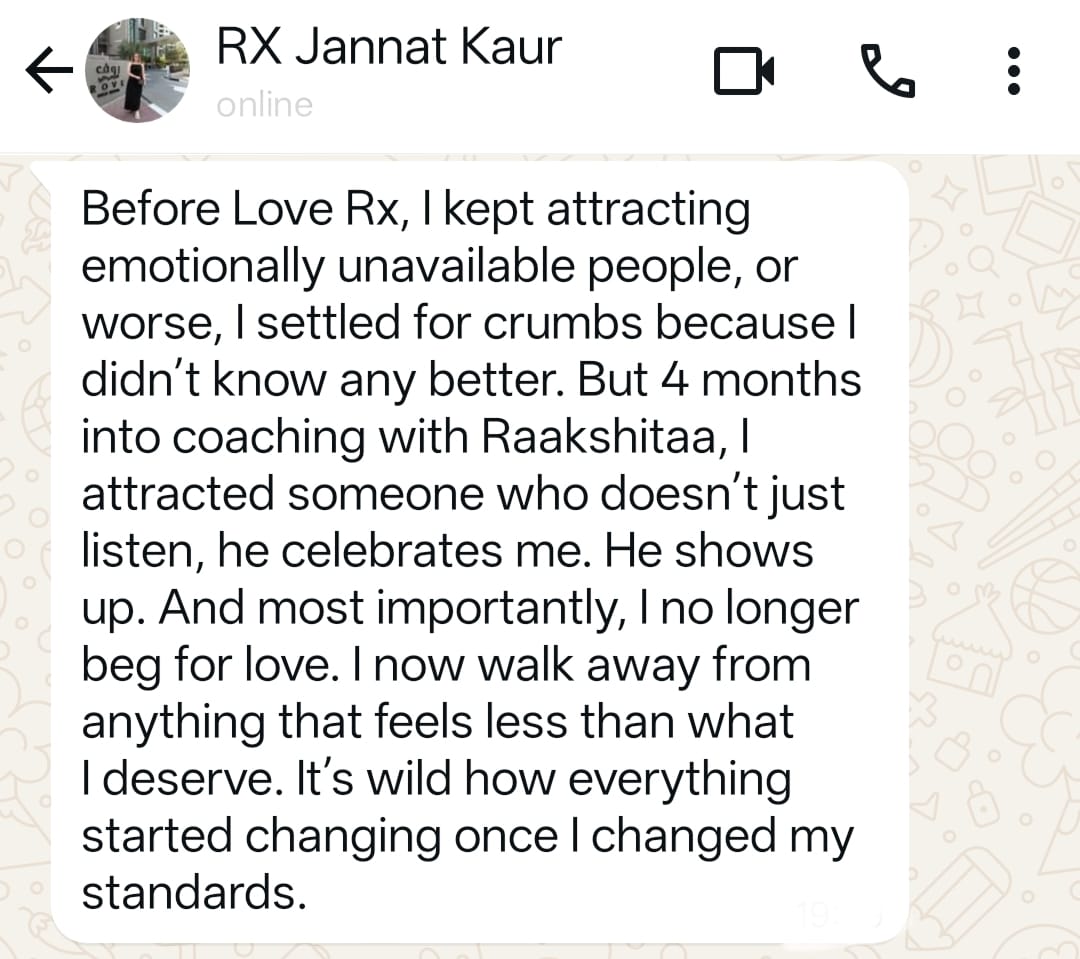 RX Jannat Kaur
online
Before Love Rx, I kept attracting
emotionally unavailable people, or
worse, I settled for crumbs because I
didn't know any better. But 4 months
into coaching with Raakshitaa, I
attracted someone who doesn't just
listen, he celebrates me. He shows
up. And most importantly, I no longer
beg for love. I now walk away from
anything that feels less than what
I deserve. It's wild how everything
started changing once I changed my
standards.